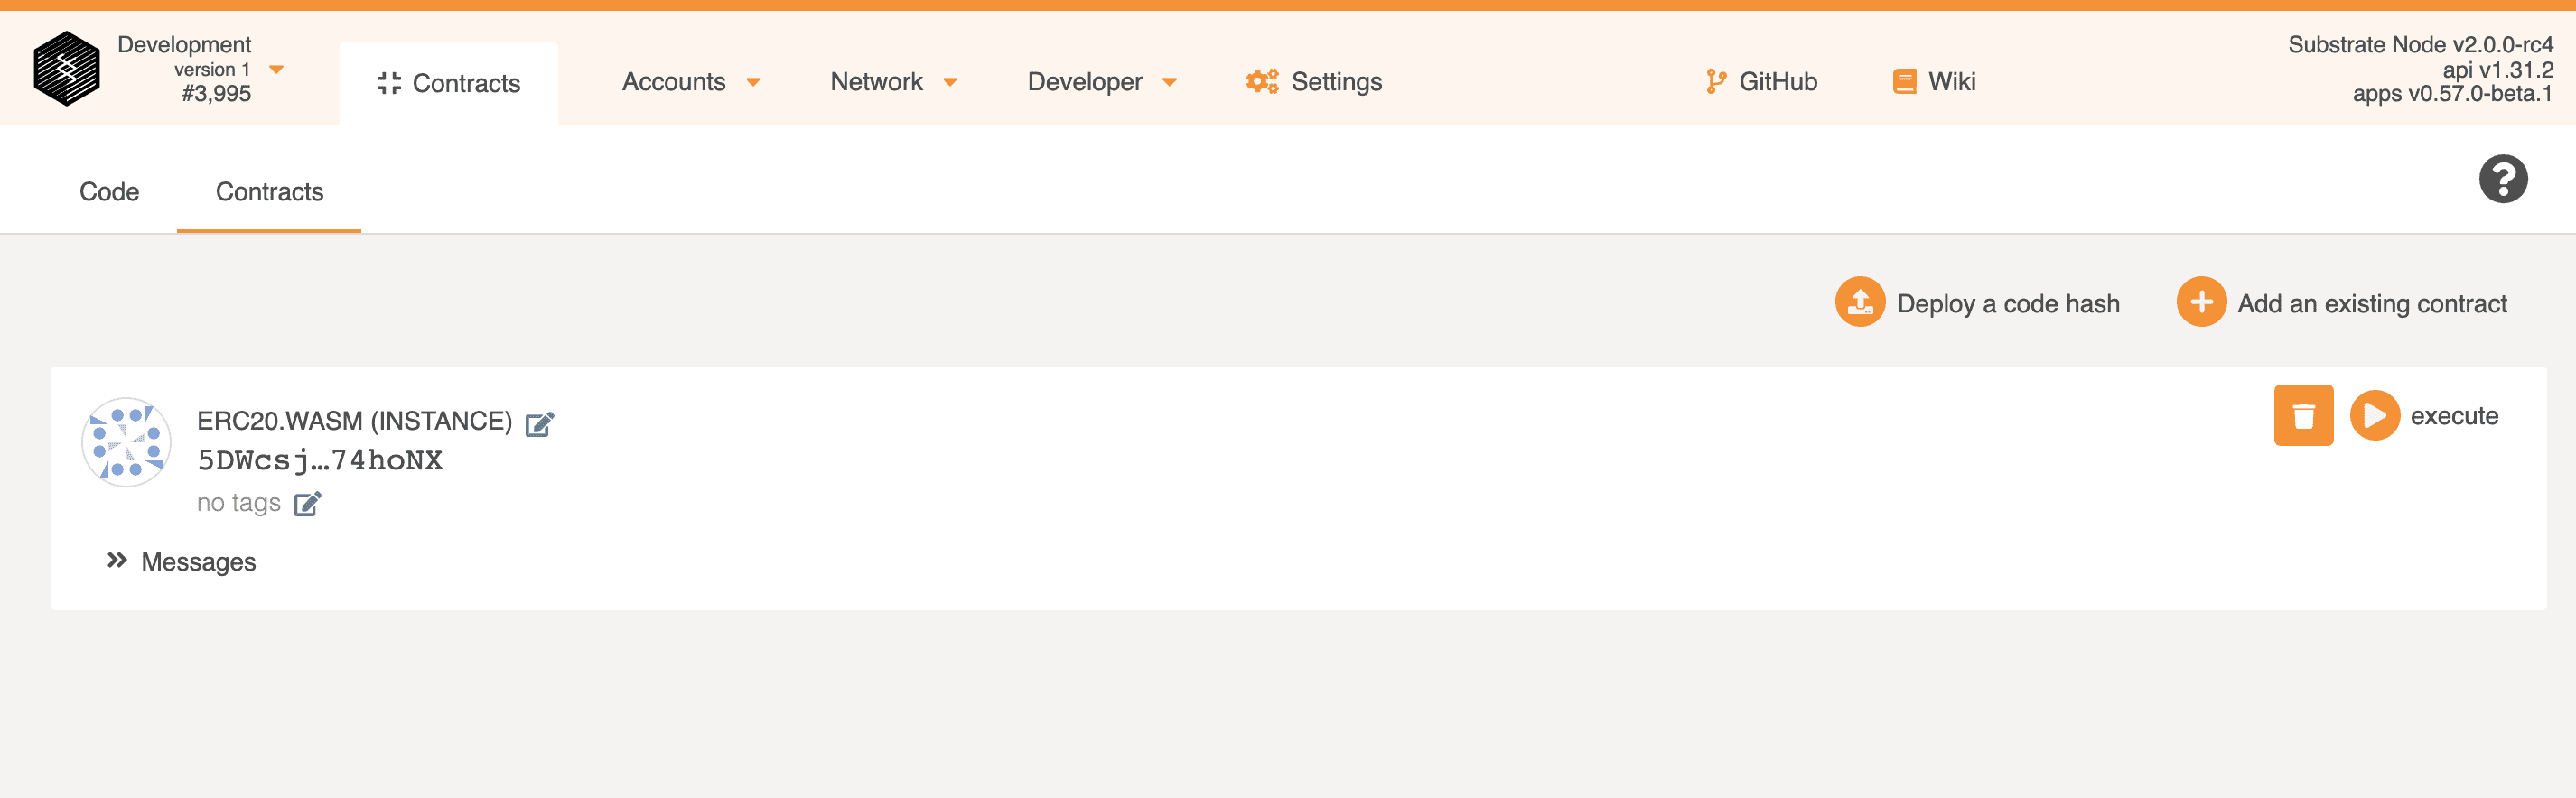 Development
version 1
#3,995
Contracts
Accounts
Network
Developer
Settings
GitHub
Wiki
Substrate Node v2.0.0-rc4
api v1.31.2
apps v0.57.0-beta.1
Code
Contracts
?
Deploy a code hash
Add an existing contract
ERC20.WASM (INSTANCE)
5DWcsj…74hoNX
no tags
Messages
execute